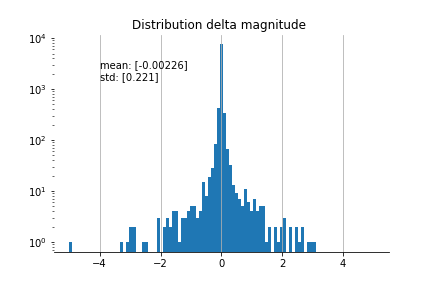 Distribution delta magnitude
10⁴
mean: [-0.00226]
std: [0.221]
10³
10²
10¹
10⁰
−4 −2 0 2 4